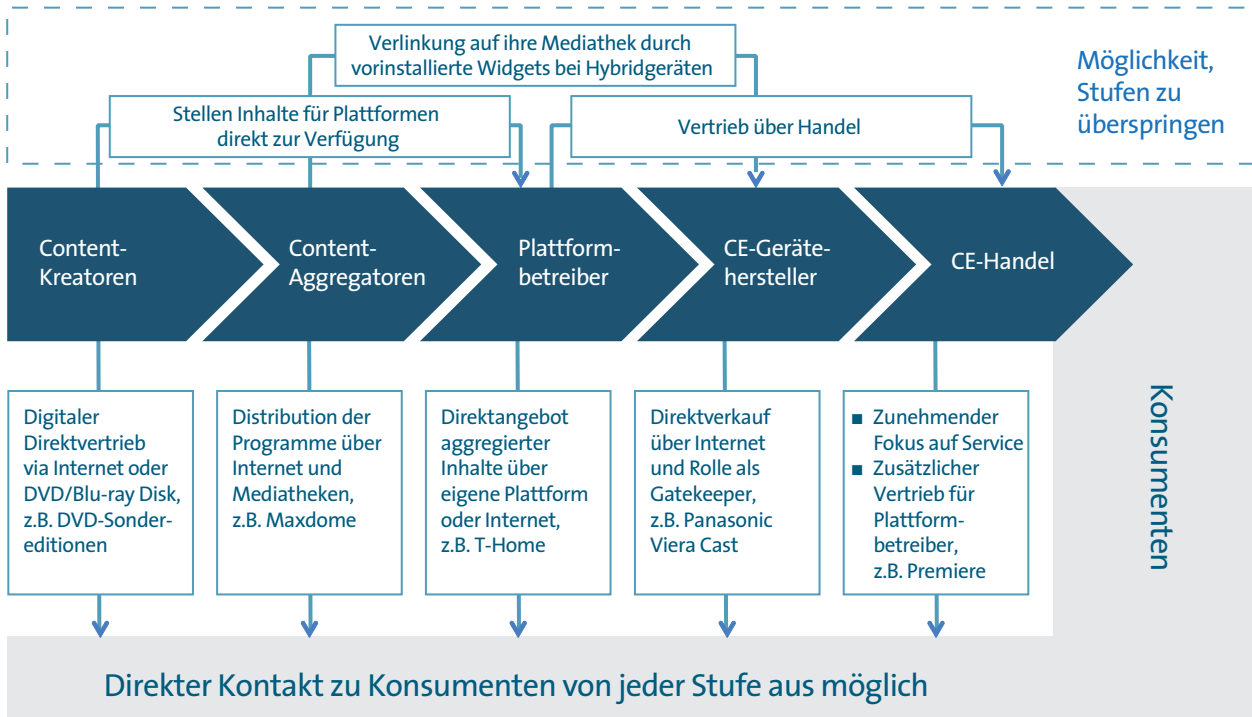 Verlinkung auf ihre Mediathek durch
vorinstallierte Widgets bei Hybridgeräten
Möglichkeit,
Stufen zu
überspringen
Stellen Inhalte für Plattformen
direkt zur Verfügung
Vertrieb über Handel
Content-
Kreatoren
Content-
Aggregatoren
Plattform-
betreiber
CE-Geräte-
hersteller
CE-Handel
Digitaler
Direktvertrieb
via Internet oder
DVD/Blu-ray Disk,
z.B. DVD-Sonder-
editionen
Distribution der
Programme über
Internet und
Mediatheken,
z.B. Maxdome
Direktangebot
aggregierter
Inhalte über
eigene Plattform
oder Internet,
z.B. T-Home
Direktverkauf
über Internet
und Rolle als
Gatekeeper,
z.B. Panasonic
Viera Cast
■ Zunehmender
Fokus auf Service
■ Zusätzlicher
Vertrieb für
Plattform-
betreiber,
z.B. Premiere
Konsumenten
Direkter Kontakt zu Konsumenten von jeder Stufe aus möglich